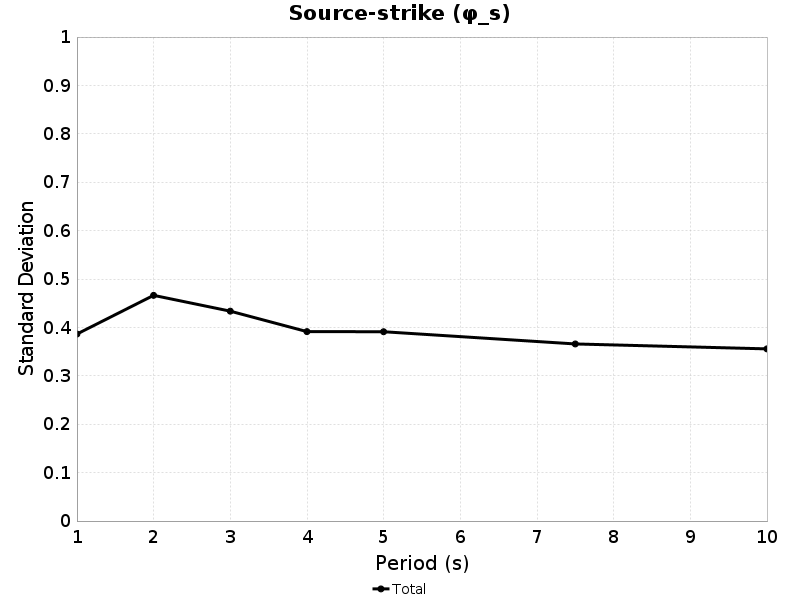 Source-strike (φ_s)
Standard Deviation
1
0.9
0.8
0.7
0.6
0.5
0.4
0.3
0.2
0.1
0
1 2 3 4 5 6 7 8 9 10
Period (s)
Total